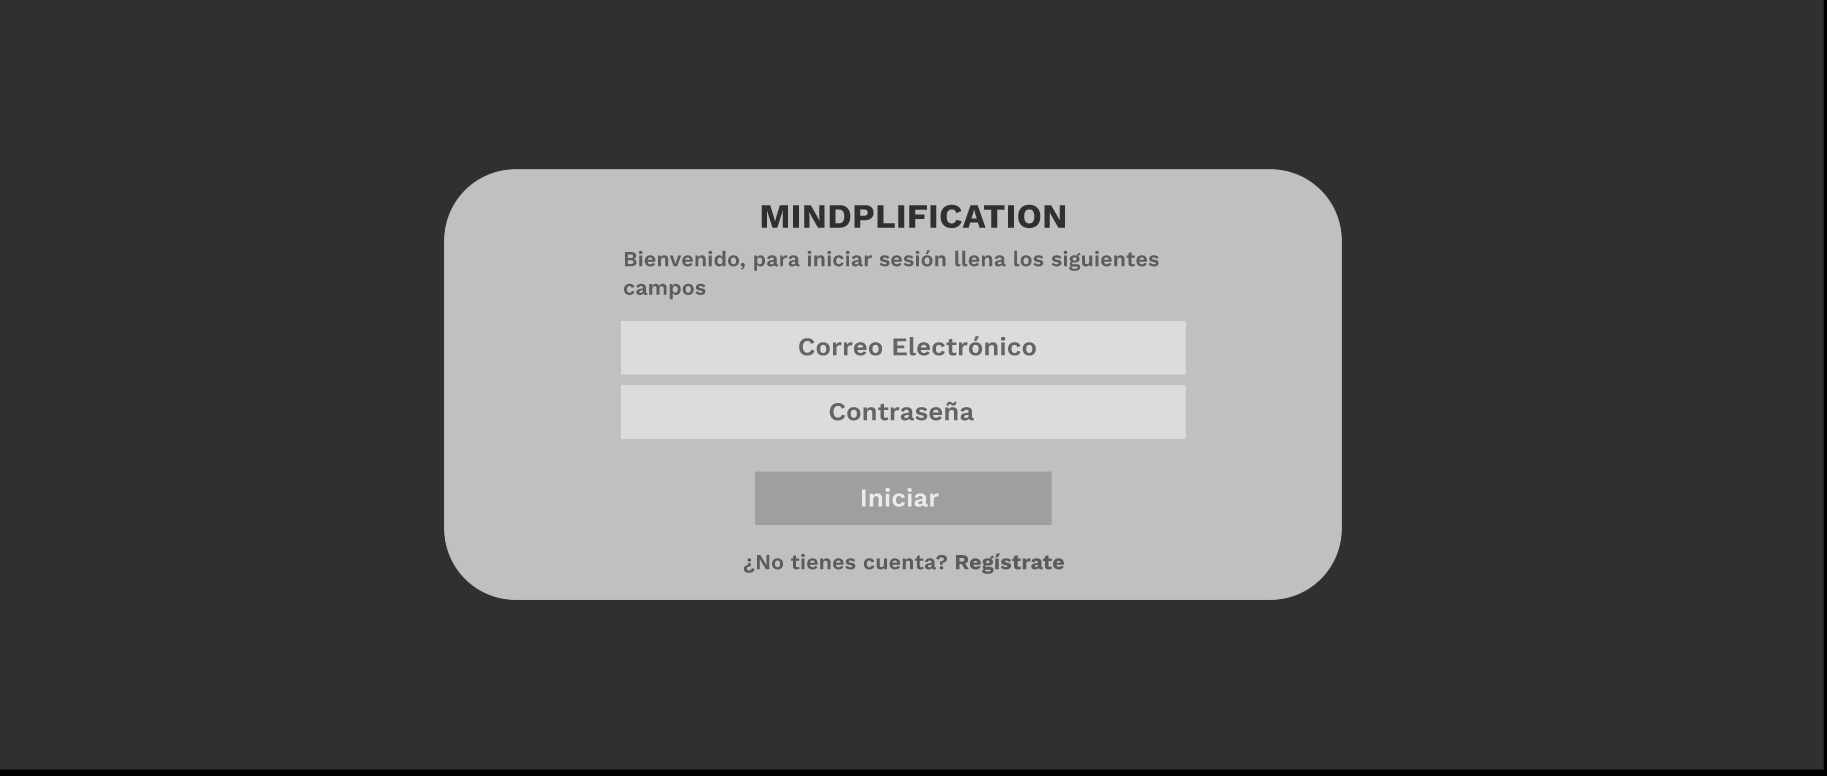 MINDPLIFICATION
Bienvenido, para iniciar sesión llena los siguientes
campos
Correo Electrónico
Contraseña
Iniciar
¿No tienes cuenta? Regístrate